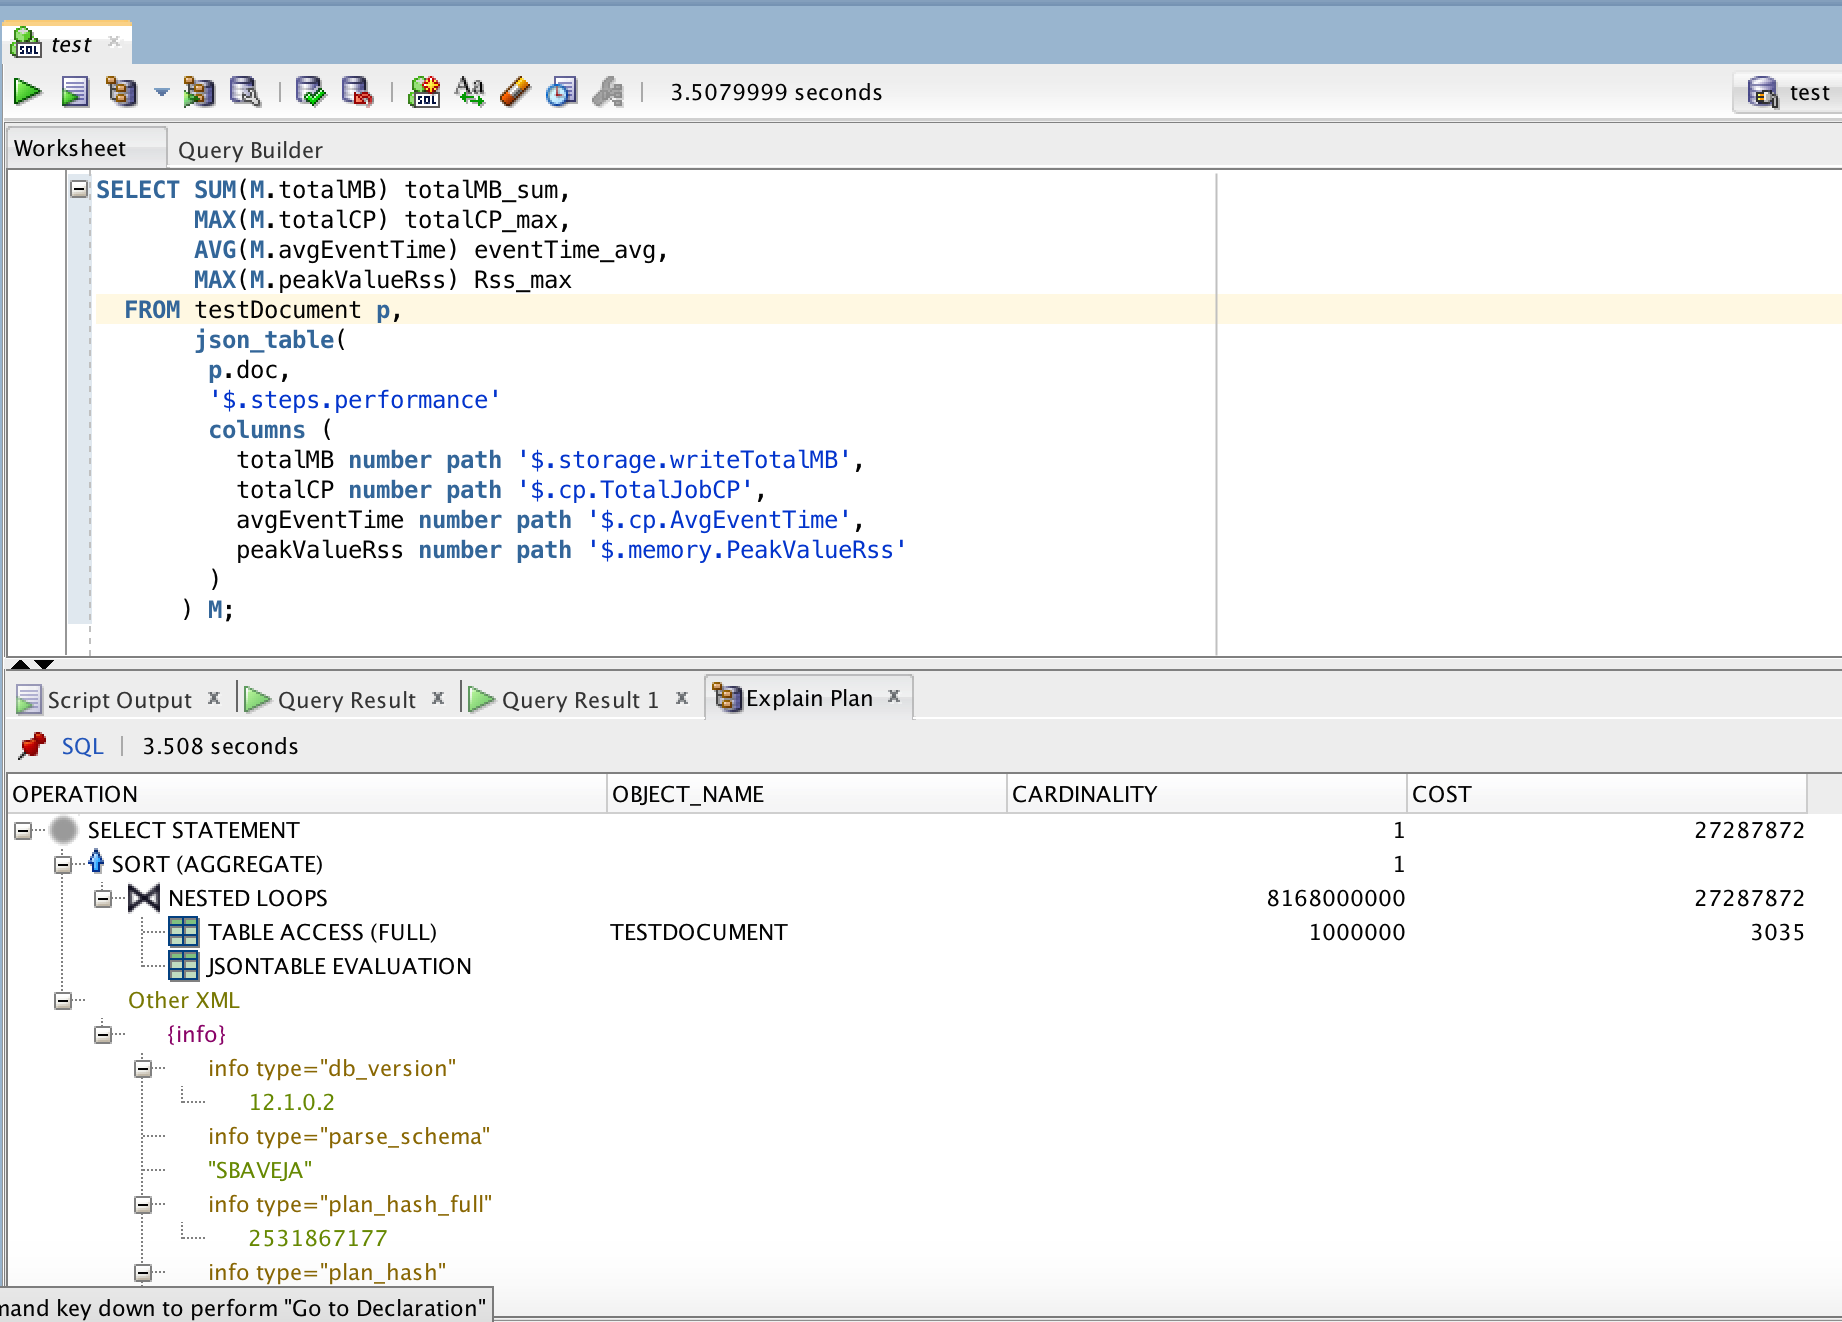 test
3.5079999 seconds
test
Worksheet Query Builder
SELECT SUM(M.totalMB) totalMB_sum,
MAX(M.totalCP) totalCP_max,
AVG(M.avgEventTime) eventTime_avg,
MAX(M.peakValueRss) Rss_max
FROM testDocument p,
json_table(
p.doc,
'$.steps.performance'
columns (
totalMB number path '$.storage.writeTotalMB',
totalCP number path '$.cp.TotalJobCP',
avgEventTime number path '$.cp.AvgEventTime',
peakValueRss number path '$.memory.PeakValueRss'
)
) M;
Script Output x Query Result x Query Result 1 x Explain Plan x
SQL | 3.508 seconds
OPERATION OBJECT_NAME CARDINALITY COST
SELECT STATEMENT 1 27287872
SORT (AGGREGATE) 1
NESTED LOOPS 8168000000 27287872
TABLE ACCESS (FULL) TESTDOCUMENT 1000000 3035
JSONTABLE EVALUATION
Other XML
{info}
info type="db_version"
12.1.0.2
info type="parse_schema"
"SBAVEJA"
info type="plan_hash_full"
2531867177
info type="plan_hash"
mand key down to perform "Go to Declaration"